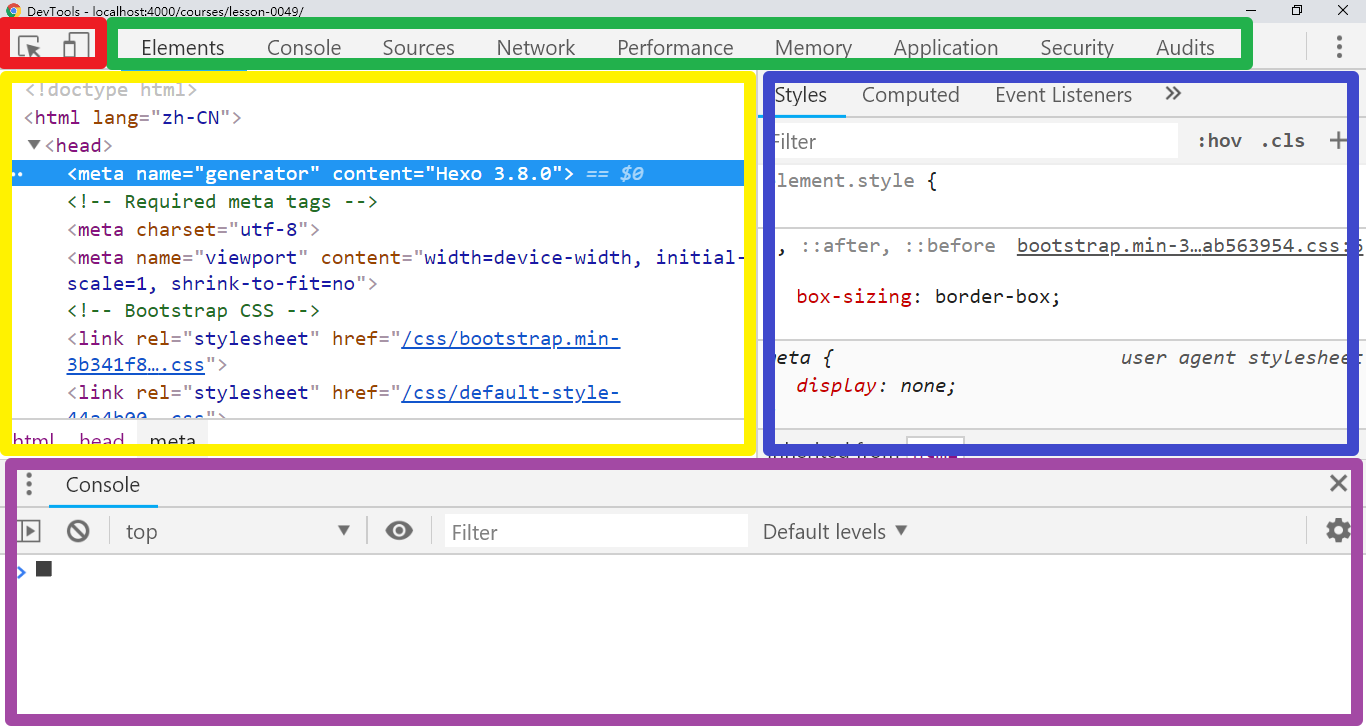 DevTools - localhost:4000/courses/lesson-0049/
Elements Console Sources Network Performance Memory Application Security Audits
<!doctype html>
<html lang="zh-CN">
▼<head>
<meta name="generator" content="Hexo 3.8.0"> == $0
<!-- Required meta tags -->
<meta charset="utf-8">
<meta name="viewport" content="width=device-width, initial-
scale=1, shrink-to-fit=no">
<!-- Bootstrap CSS -->
<link rel="stylesheet" href="/css/bootstrap.min-
3b341f8….css">
<link rel="stylesheet" href="/css/default-style-
44a4b00….css">
html head meta
Styles Computed Event Listeners »
Filter :hov .cls +
element.style {
, ::after, ::before bootstrap.min-3…ab563954.css:6
box-sizing: border-box;
meta { user agent stylesheet
display: none;
Inherited from
Console
top ▼ Filter Default levels ▼